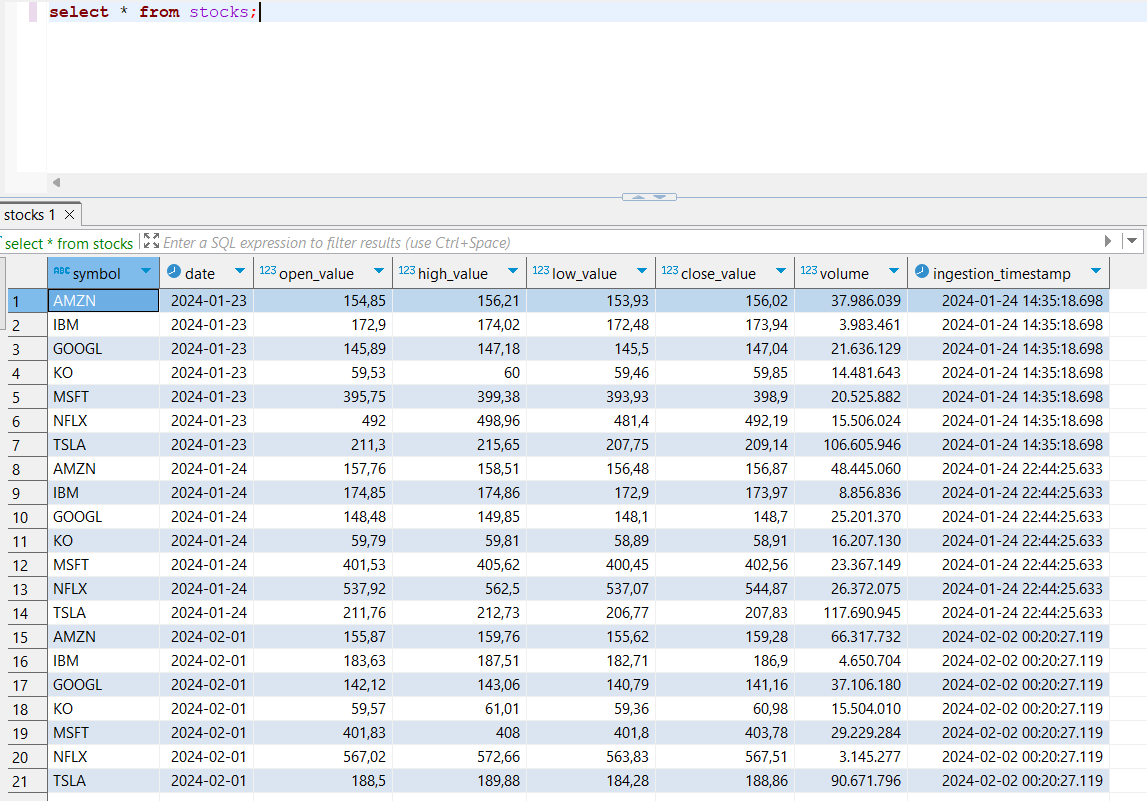 select * from stocks;
stocks 1
select * from stocks Enter a SQL expression to filter results (use Ctrl+Space)
ABC symbol date 123 open_value 123 high_value 123 low_value 123 close_value 123 volume ingestion_timestamp
1 AMZN 2024-01-23 154,85 156,21 153,93 156,02 37.986.039 2024-01-24 14:35:18.698
2 IBM 2024-01-23 172,9 174,02 172,48 173,94 3.983.461 2024-01-24 14:35:18.698
3 GOOGL 2024-01-23 145,89 147,18 145,5 147,04 21.636.129 2024-01-24 14:35:18.698
4 KO 2024-01-23 59,53 60 59,46 59,85 14.481.643 2024-01-24 14:35:18.698
5 MSFT 2024-01-23 395,75 399,38 393,93 398,9 20.525.882 2024-01-24 14:35:18.698
6 NFLX 2024-01-23 492 498,96 481,4 492,19 15.506.024 2024-01-24 14:35:18.698
7 TSLA 2024-01-23 211,3 215,65 207,75 209,14 106.605.946 2024-01-24 14:35:18.698
8 AMZN 2024-01-24 157,76 158,51 156,48 156,87 48.445.060 2024-01-24 22:44:25.633
9 IBM 2024-01-24 174,85 174,86 172,9 173,97 8.856.836 2024-01-24 22:44:25.633
10 GOOGL 2024-01-24 148,48 149,85 148,1 148,7 25.201.370 2024-01-24 22:44:25.633
11 KO 2024-01-24 59,79 59,81 58,89 58,91 16.207.130 2024-01-24 22:44:25.633
12 MSFT 2024-01-24 401,53 405,62 400,45 402,56 23.367.149 2024-01-24 22:44:25.633
13 NFLX 2024-01-24 537,92 562,5 537,07 544,87 26.372.075 2024-01-24 22:44:25.633
14 TSLA 2024-01-24 211,76 212,73 206,77 207,83 117.690.945 2024-01-24 22:44:25.633
15 AMZN 2024-02-01 155,87 159,76 155,62 159,28 66.317.732 2024-02-02 00:20:27.119
16 IBM 2024-02-01 183,63 187,51 182,71 186,9 4.650.704 2024-02-02 00:20:27.119
17 GOOGL 2024-02-01 142,12 143,06 140,79 141,16 37.106.180 2024-02-02 00:20:27.119
18 KO 2024-02-01 59,57 61,01 59,36 60,98 15.504.010 2024-02-02 00:20:27.119
19 MSFT 2024-02-01 401,83 408 401,8 403,78 29.229.284 2024-02-02 00:20:27.119
20 NFLX 2024-02-01 567,02 572,66 563,83 567,51 3.145.277 2024-02-02 00:20:27.119
21 TSLA 2024-02-01 188,5 189,88 184,28 188,86 90.671.796 2024-02-02 00:20:27.119